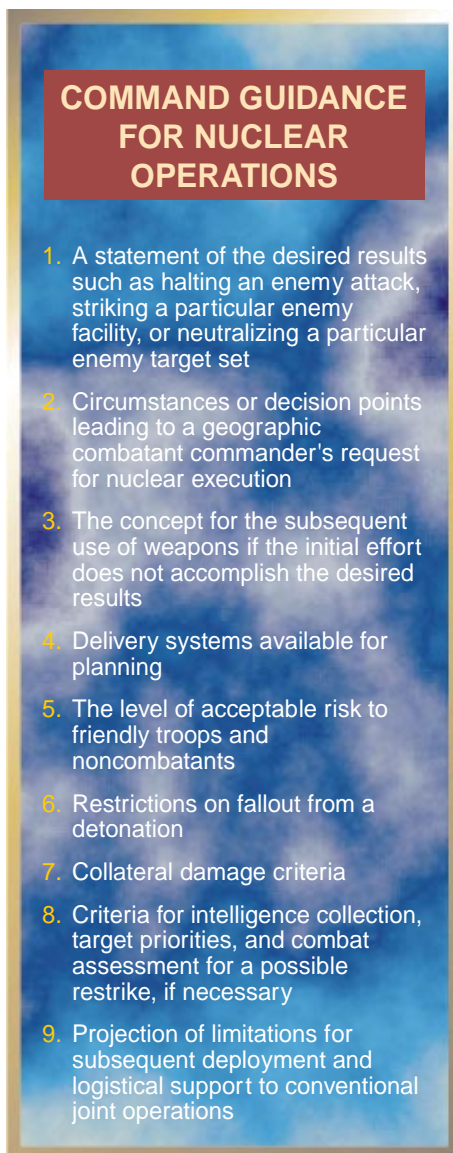 COMMAND GUIDANCE
FOR NUCLEAR
OPERATIONS
1. A statement of the desired results
such as halting an enemy attack,
striking a particular enemy
facility, or neutralizing a particular
enemy target set
2. Circumstances or decision points
leading to a geographic
combatant commander's request
for nuclear execution
3. The concept for the subsequent
use of weapons if the initial effort
does not accomplish the desired
results
4. Delivery systems available for
planning
5. The level of acceptable risk to
friendly troops and
noncombatants
6. Restrictions on fallout from a
detonation
7. Collateral damage criteria
8. Criteria for intelligence collection,
target priorities, and combat
assessment for a possible
restrike, if necessary
9. Projection of limitations for
subsequent deployment and
logistical support to conventional
joint operations